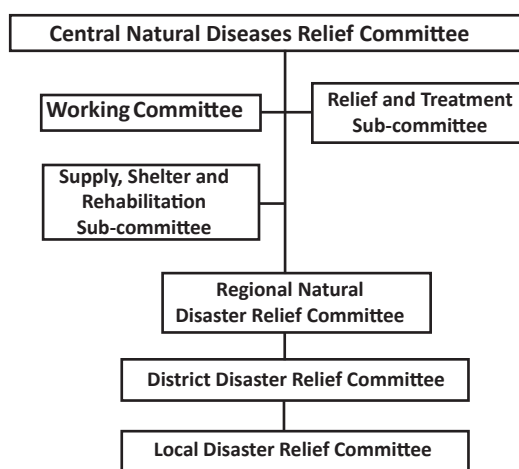 Central Natural Diseases Relief Committee
Working Committee
Relief and Treatment
Sub-committee
Supply, Shelter and
Rehabilitation
Sub-committee
Regional Natural
Disaster Relief Committee
District Disaster Relief Committee
Local Disaster Relief Committee